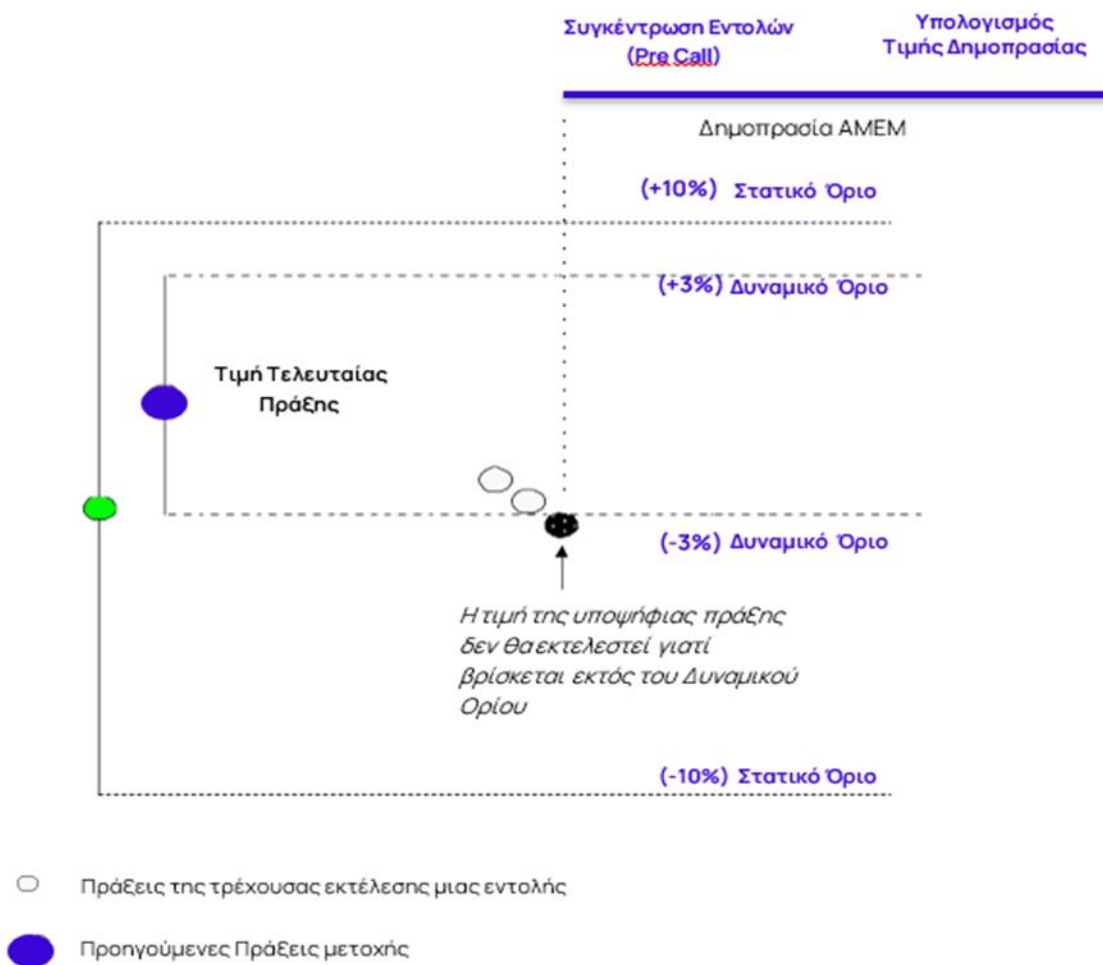 Συγκέντρωση Εντολών
(Pre Call)
Υπολογισμός
Τιμής Δημοπρασίας
Δημοπρασία ΑΜΕΜ
(+10%) Στατικό Όριο
(+3%) Δυναμικό Όριο
Τιμή Τελευταίας
Πράξης
(-3%) Δυναμικό Όριο
Η τιμή της υποψήφιας πράξης
δεν θα εκτελεστεί γιατί
βρίσκεται εκτός του Δυναμικού
Ορίου
(-10%) Στατικό Όριο
Πράξεις της τρέχουσας εκτέλεσης μιας εντολής
Προηγούμενες Πράξεις μετοχής